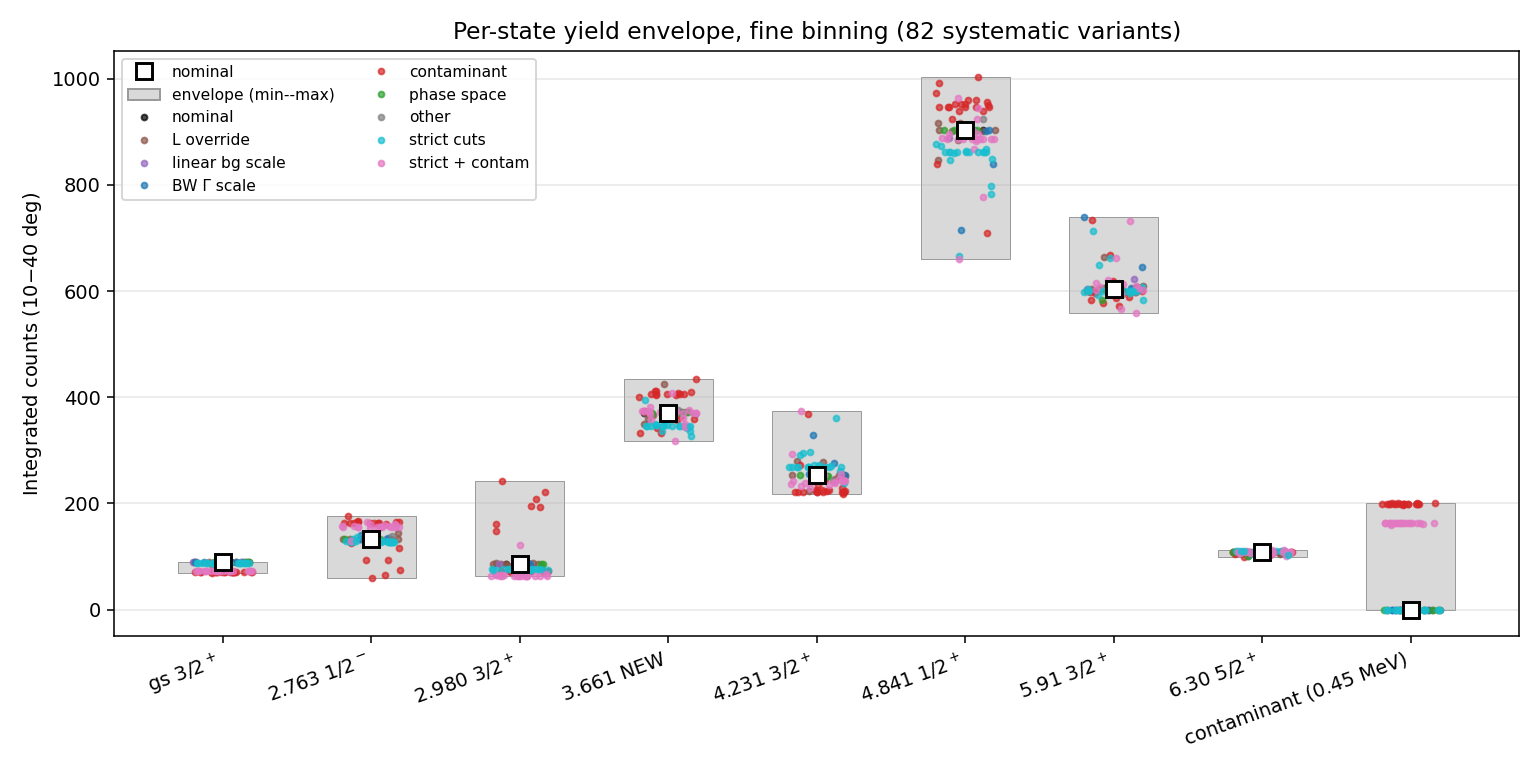 Per-state yield envelope, fine binning (82 systematic variants)
Integrated counts (10−40 deg)
1000
800
600
400
200
0
nominal
envelope (min--max)
nominal
L override
linear bg scale
BW Γ scale
contaminant
phase space
other
strict cuts
strict + contam
gs 3/2⁺
2.763 1/2⁻
2.980 3/2⁺
3.661 NEW
4.231 3/2⁺
4.841 1/2⁺
5.91 3/2⁺
6.30 5/2⁺
contaminant (0.45 MeV)